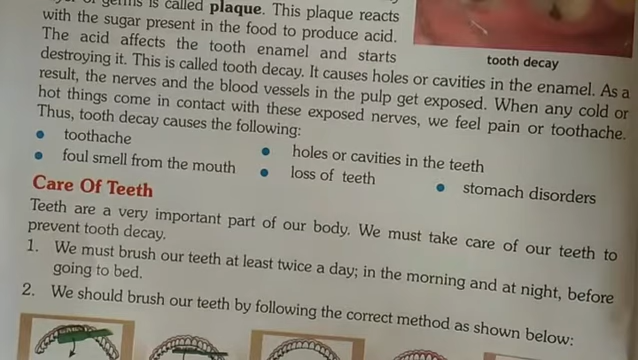 germs is called plaque. This plaque reacts
with the sugar present in the food to produce acid.
The acid affects the tooth enamel and starts
tooth decay
destroying it. This is called tooth decay. It causes holes or cavities in the enamel. As a
result, the nerves and the blood vessels in the pulp get exposed. When any cold or
hot things come in contact with these exposed nerves, we feel pain or toothache.
Thus, tooth decay causes the following:
• toothache
• holes or cavities in the teeth
• foul smell from the mouth
• loss of teeth
• stomach disorders
Care Of Teeth
Teeth are a very important part of our body. We must take care of our teeth to
prevent tooth decay.
1. We must brush our teeth at least twice a day; in the morning and at night, before
going to bed.
2. We should brush our teeth by following the correct method as shown below: